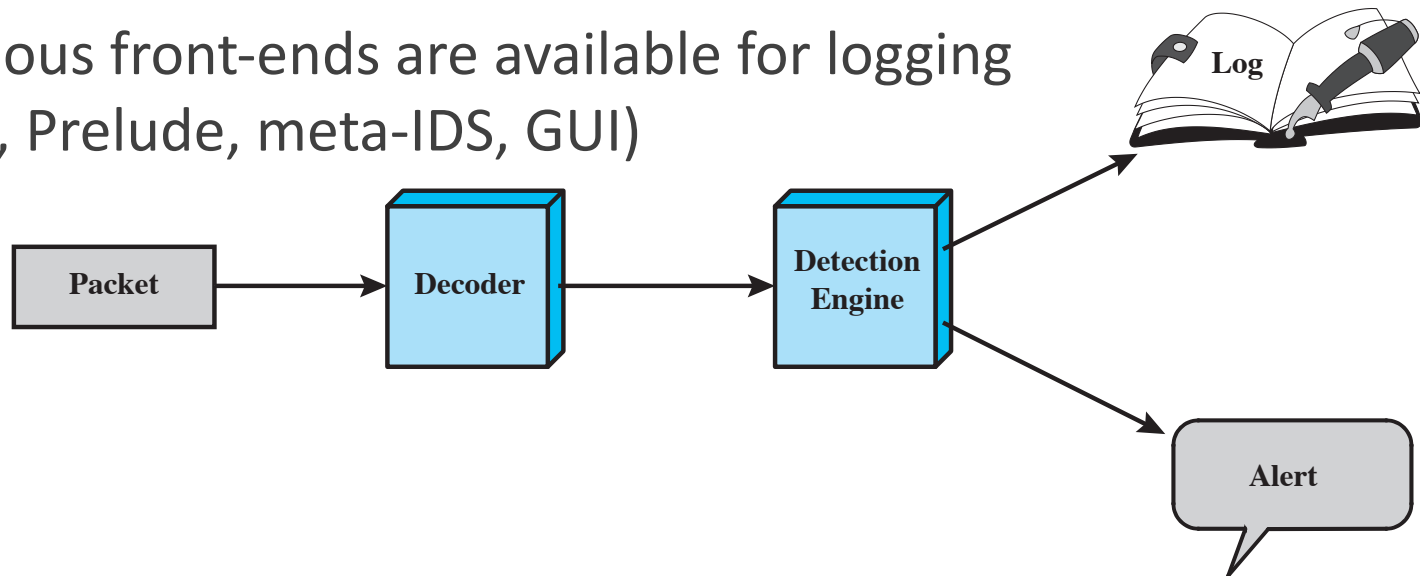 ous front-ends are available for logging
, Prelude, meta-IDS, GUI)
Log
Packet
Decoder
Detection
Engine
Alert